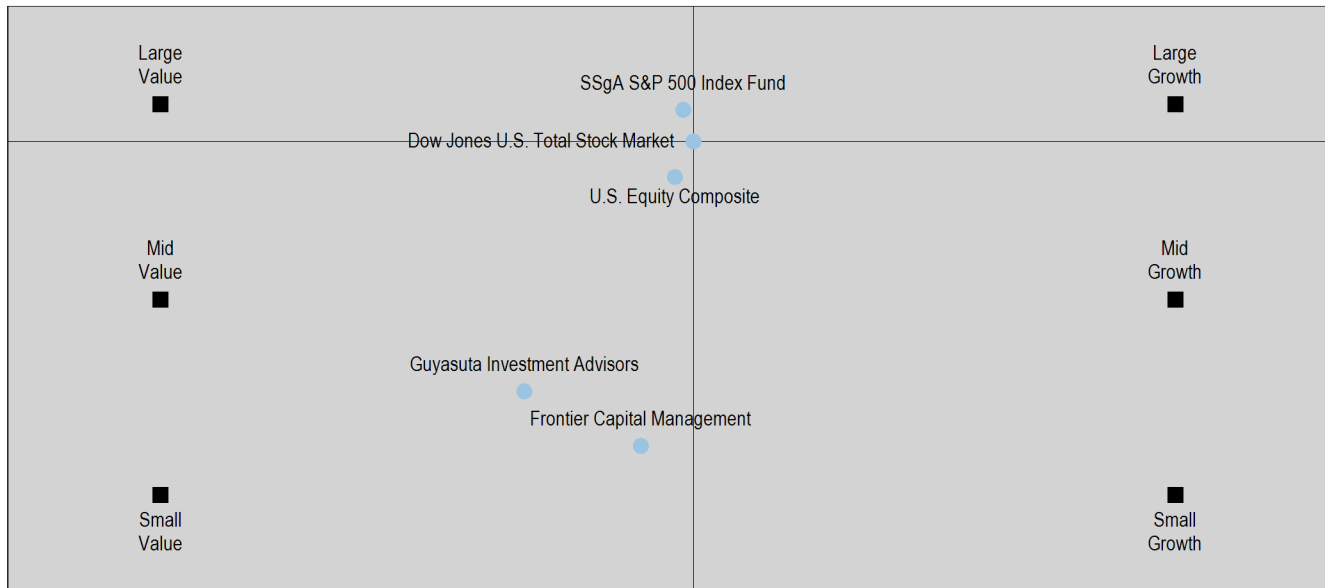 Large
Value
Large
Growth
SSgA S&P 500 Index Fund
Dow Jones U.S. Total Stock Market
U.S. Equity Composite
Mid
Value
Mid
Growth
Guyasuta Investment Advisors
Frontier Capital Management
Small
Value
Small
Growth